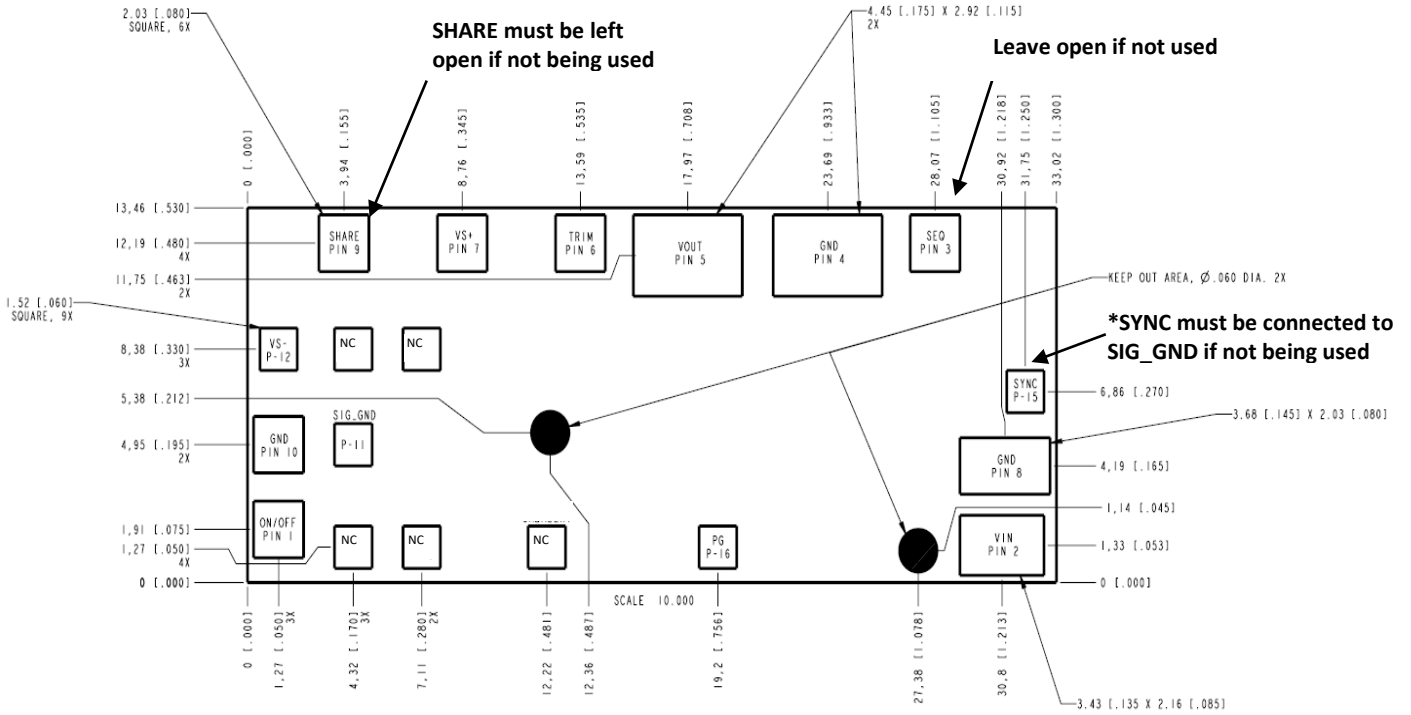 2.03 [.080]
SQUARE, 6X
SHARE must be left
open if not being used
4.45 [.175] X 2.92 [.115]
2X
Leave open if not used
0 [.000]
3,94 [.155]
8,76 [.345]
13,59 [.535]
17,97 [.708]
23,69 [.933]
28,07 [1.105]
30,92 [1.218]
31,75 [1.250]
33,02 [1.300]
13,46 [.530]
12,19 [.480]
4X
11,75 [.463]
2X
SHARE
PIN 9
VS+
PIN 7
TRIM
PIN 6
VOUT
PIN 5
GND
PIN 4
SEQ
PIN 3
KEEP OUT AREA, Ø.060 DIA. 2X
1.52 [.060]
SQUARE, 9X
8,38 [.330]
3X
VS-
P-12
NC
NC
*SYNC must be connected to
SIG_GND if not being used
SYNC
P-15
6,86 [.270]
5,38 [.212]
3.68 [.145] X 2.03 [.080]
4,95 [.195]
2X
GND
PIN 10
SIG_GND
P-11
GND
PIN 8
4,19 [.165]
1,14 [.045]
1,91 [.075]
1,27 [.050]
4X
ON/OFF
PIN 1
NC
NC
NC
PG
P-16
VIN
PIN 2
1,33 [.053]
0 [.000]
0 [.000]
SCALE 10.000
0 [.000]
1,27 [.050]
3X
4,32 [.170]
3X
7,11 [.280]
2X
12,22 [.481]
12,36 [.487]
19,2 [.756]
27,38 [1.078]
30,8 [1.213]
3.43 [.135 X 2.16 [.085]